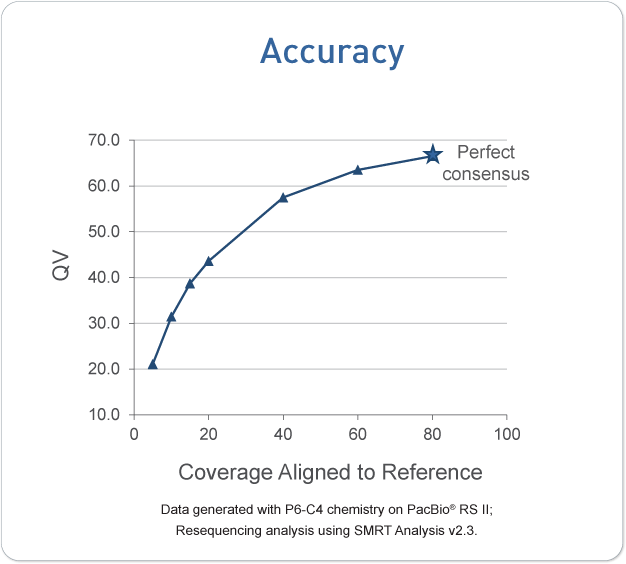 Accuracy
70.0
60.0
50.0
40.0
30.0
20.0
10.0
QV
Perfect
consensus
0
20
40
60
80
100
Coverage Aligned to Reference
Data generated with P6-C4 chemistry on PacBio® RS II;
Resequencing analysis using SMRT Analysis v2.3.